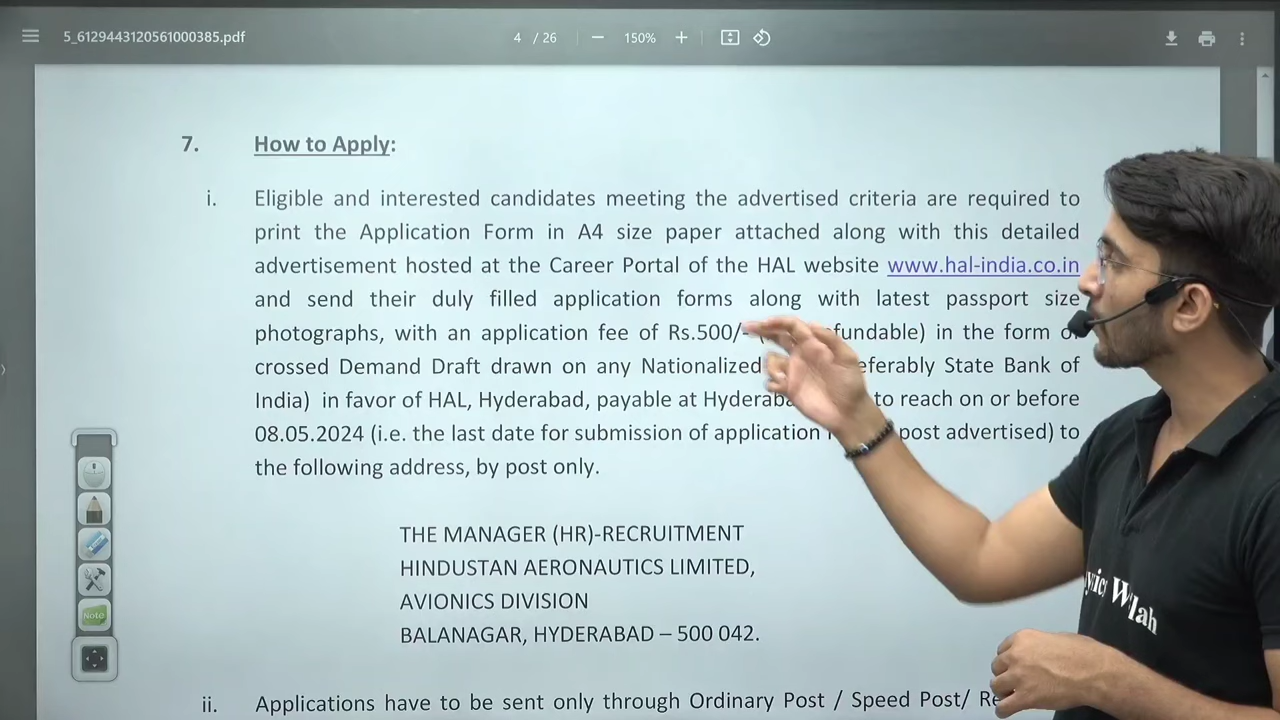 5_6129443120561000385.pdf
4 / 26
150%
7. How to Apply:
i. Eligible and interested candidates meeting the advertised criteria are required to
print the Application Form in A4 size paper attached along with this detailed
advertisement hosted at the Career Portal of the HAL website www.hal-india.co.in
and send their duly filled application forms along with latest passport size
photographs, with an application fee of Rs.500/- in the form
crossed Demand Draft drawn on any Nationalized State Bank of
India) in favor of HAL, Hyderabad, payable at to reach on or before
08.05.2024 (i.e. the last date for submission of application post advertised) to
the following address, by post only.
THE MANAGER (HR)-RECRUITMENT
HINDUSTAN AERONAUTICS LIMITED,
AVIONICS DIVISION
BALANAGAR, HYDERABAD – 500 042.
ii. Applications have to be sent only through Ordinary Post / Speed Post/
Note